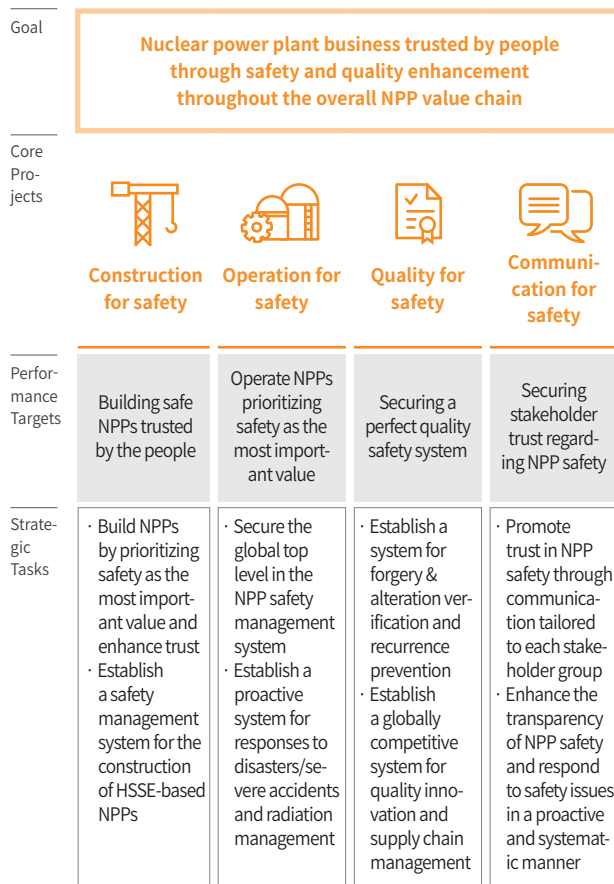 Goal
Nuclear power plant business trusted by people
through safety and quality enhancement
throughout the overall NPP value chain
Core
Pro-
jects
Construction
for safety
Operation for
safety
Quality for
safety
Communi-
cation for
safety
Perfor-
mance
Targets
Building safe
NPPs trusted
by the people
Operate NPPs
prioritizing
safety as the
most import-
ant value
Securing a
perfect quality
safety system
Securing
stakeholder
trust regard-
ing NPP safety
Strate-
gic
Tasks
· Build NPPs
by prioritizing
safety as the
most import-
ant value and
enhance trust
· Establish
a safety
management
system for the
construction
of HSSE-based
NPPs
· Secure the
global top
level in the
NPP safety
management
system
· Establish a
proactive
system for
responses to
disasters/se-
vere accidents
and radiation
management
· Establish a
system for
forgery &
alteration ver-
ification and
recurrence
prevention
· Establish
a globally
competitive
system for
quality inno-
vation and
supply chain
management
· Promote
trust in NPP
safety through
communica-
tion tailored
to each stake-
holder group
· Enhance the
transparency
of NPP safety
and respond
to safety issues
in a proactive
and systemat-
ic manner